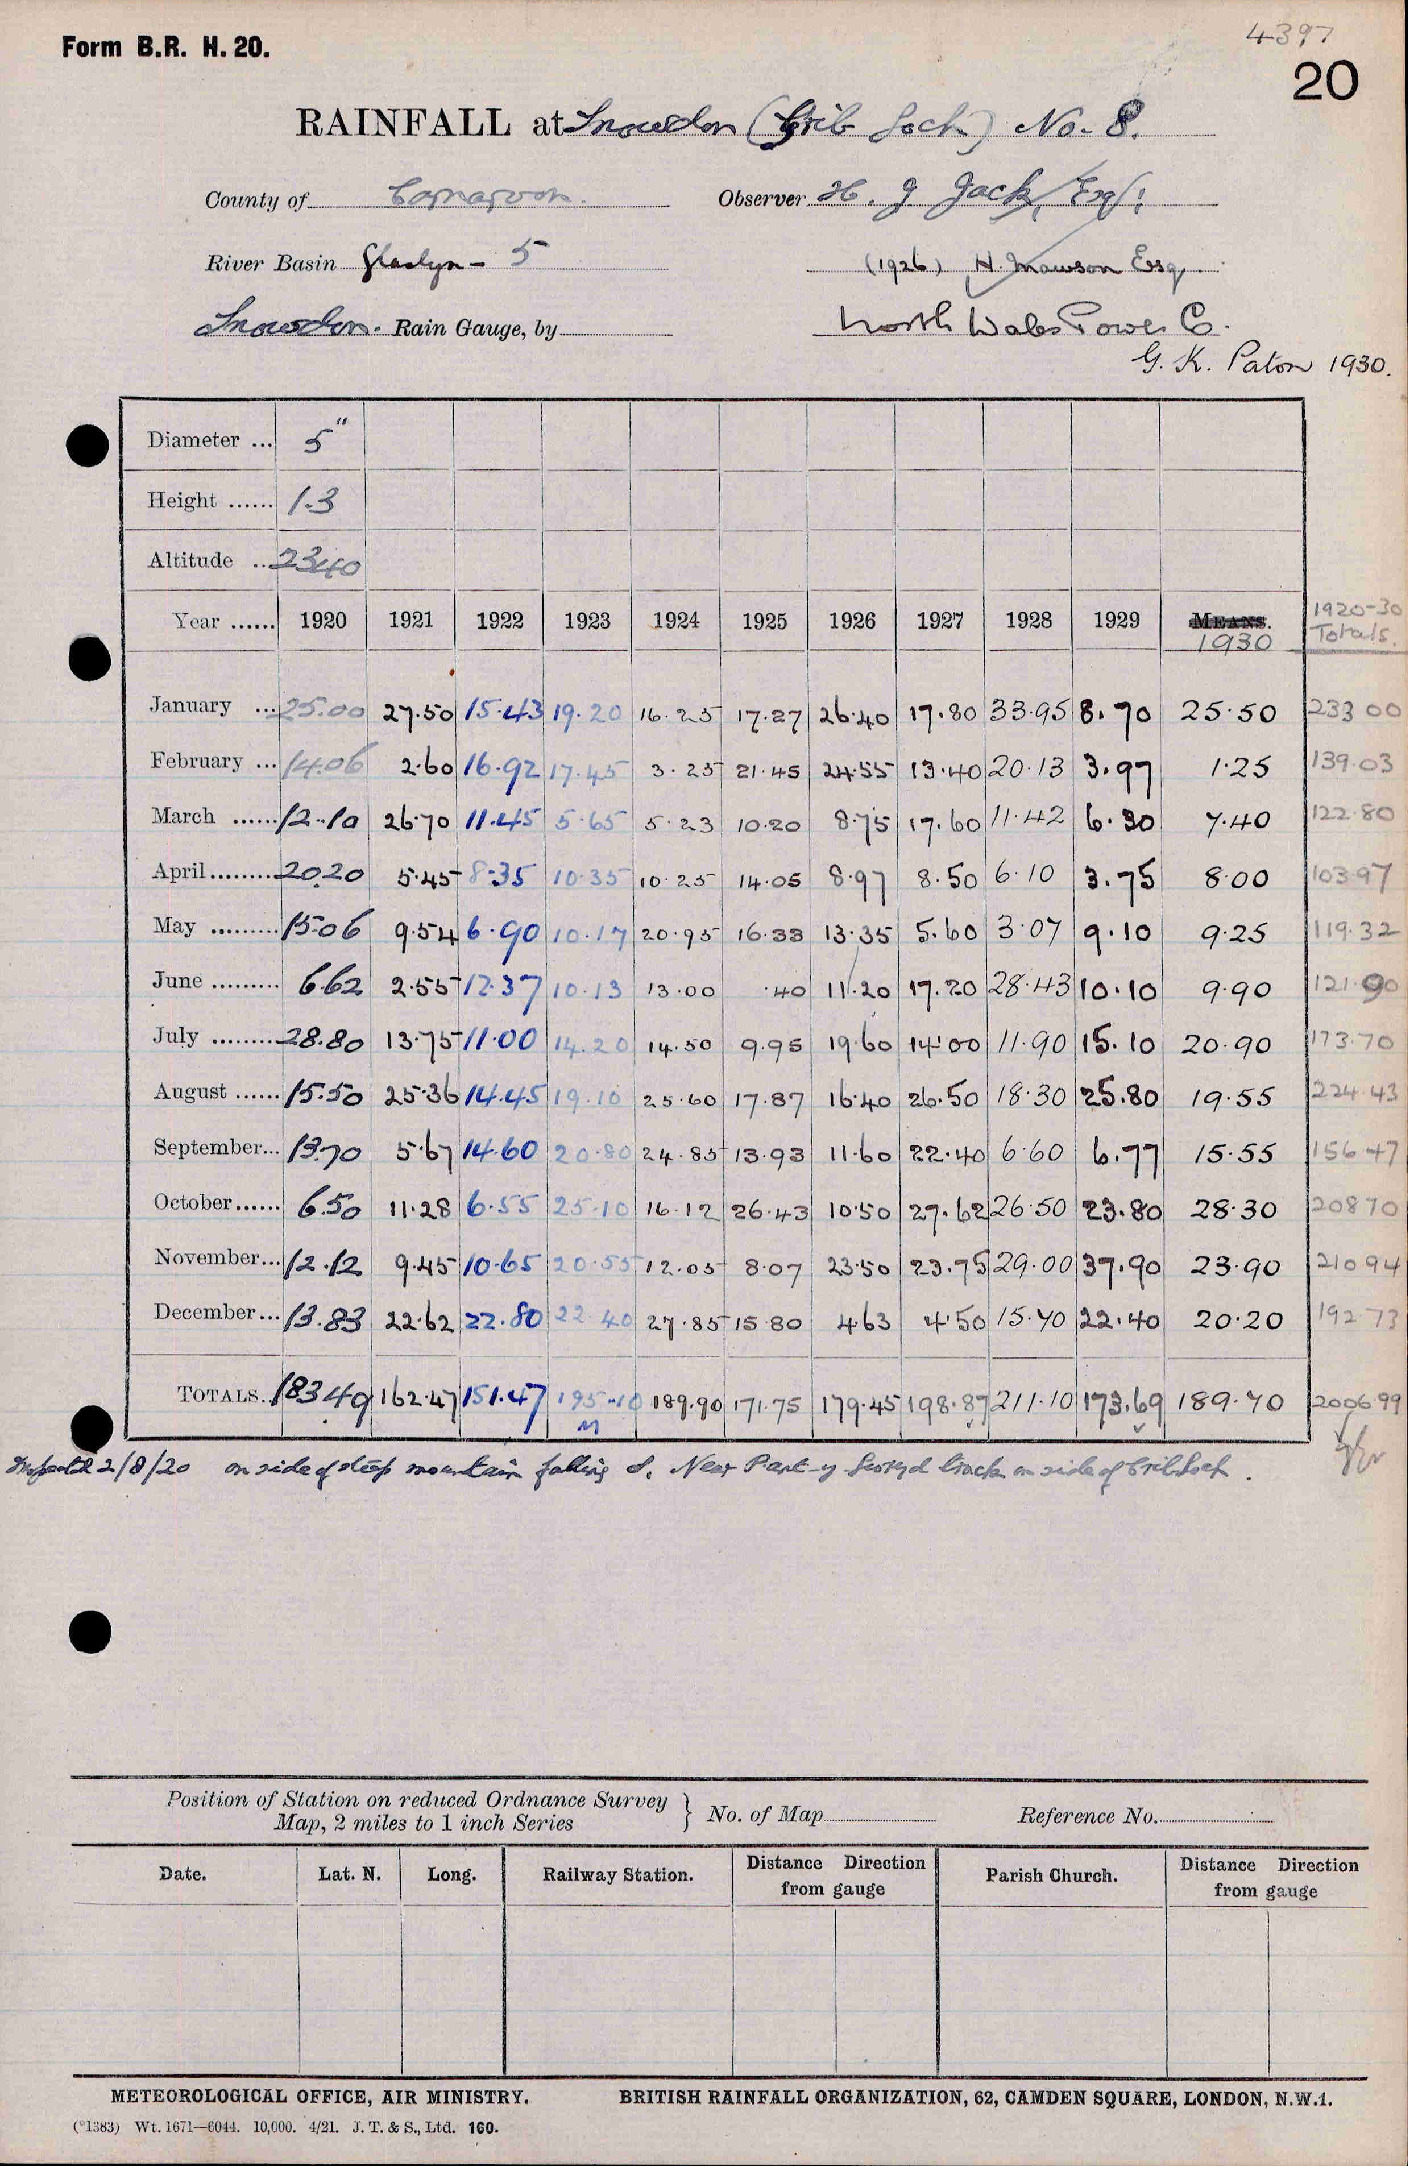 4397
Form B.R. H. 20.
20
RAINFALL at Snowdon (Crib Goch) No. 8.
County of Carnarvon. Observer H. J Jack, Esq:
River Basin Glaslyn - 5 (1926) H. Mawson Esq.
Snowdon. Rain Gauge, by North Wales Power Co.
G. K. Paton 1930.
Diameter ... 5"
Height ...... 1.3
Altitude ... 2340
Year ...... 1920 1921 1922 1923 1924 1925 1926 1927 1928 1929 MEANS. 1930 1920-30 Totals.
January ... 25.00 27.50 15.43 19.20 16.25 17.27 26.40 17.80 33.95 8.70 25.50 233 00
February ... 14.06 2.60 16.92 17.45 3.25 21.45 24.55 13.40 20.13 3.97 1.25 139.03
March ...... 12.10 26.70 11.45 5.65 5.23 10.20 8.75 17.60 11.42 6.30 7.40 122.80
April ........ 20.20 5.45 8.35 10.35 10.25 14.05 8.97 8.50 6.10 3.75 8.00 103.97
May ......... 15.06 9.54 6.90 10.17 20.95 16.33 13.35 5.60 3.07 9.10 9.25 119.32
June ......... 6.62 2.55 12.37 10.13 13.00 .40 11.20 17.20 28.43 10.10 9.90 121.90
July ......... 28.80 13.75 11.00 14.20 14.50 9.95 19.60 14.00 11.90 15.10 20.90 173.70
August ...... 15.50 25.36 14.45 19.10 25.60 17.87 16.40 26.50 18.30 25.80 19.55 224.43
September... 13.70 5.67 14.60 20.80 24.85 13.93 11.60 22.40 6.60 6.77 15.55 156.47
October...... 6.50 11.28 6.55 25.10 16.12 26.43 10.50 27.62 26.50 23.80 28.30 208 70
November... 12.12 9.45 10.65 20.55 12.05 8.07 23.50 23.75 29.00 37.90 23.90 210 94
December... 13.83 22.62 22.80 22.40 27.85 15.80 4.63 4.50 15.70 22.40 20.20 192 73
TOTALS.. 183.49 162.47 151.47 195.10 189.90 171.75 179.45 198.87 211.10 173.69 189.70 2006.99
Inspected 2/8/20 on side of steep mountain falling S. Near track on side of Crib Goch.
Position of Station on reduced Ordnance Survey Map, 2 miles to 1 inch Series } No. of Map Reference No.
Date. Lat. N. Long. Railway Station. Distance Direction from gauge Parish Church. Distance Direction from gauge
METEOROLOGICAL OFFICE, AIR MINISTRY. BRITISH RAINFALL ORGANIZATION, 62, CAMDEN SQUARE, LONDON, N.W.1.
(*1383) Wt. 1671—6044. 10,000. 4/21. J. T. & S., Ltd. 160.